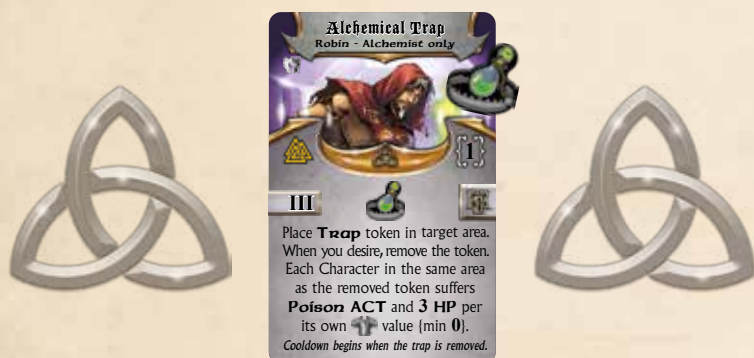 Alchemical Trap
Robin - Alchemist only
1
III
Place Trap token in target area.
When you desire, remove the token.
Each Character in the same area
as the removed token suffers
Poison ACT and 3 HP per
its own value {min 0}.
Cooldown begins when the trap is removed.